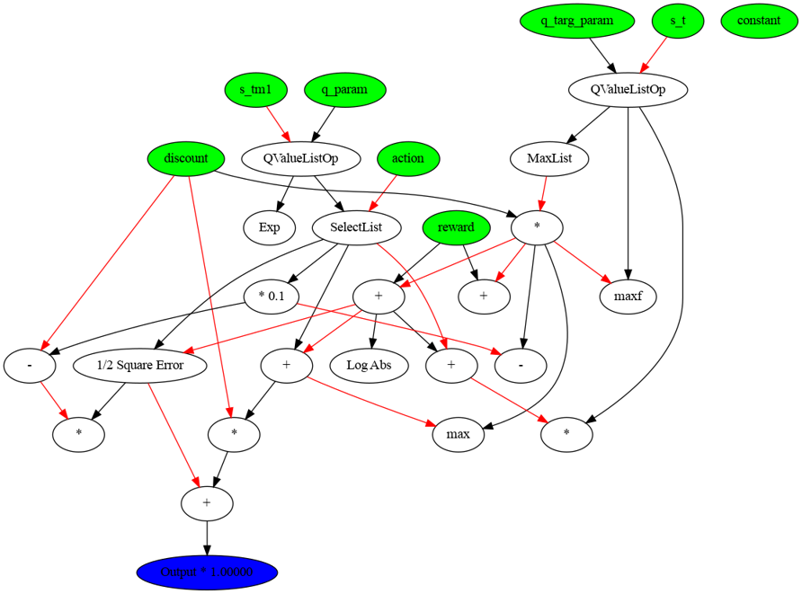 q_targ_param s_t constant
s_tm1 q_param QValueListOp
discount QValueListOp action MaxList
Exp SelectList reward *
* 0.1 + + maxf
- 1/2 Square Error + Log Abs + -
* * max *
+
Output * 1.00000